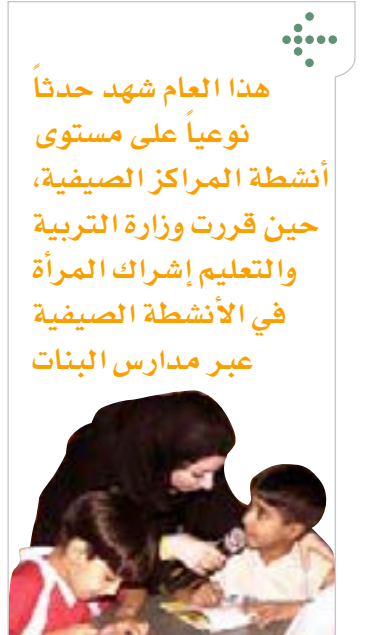 هذا العام شهد حدثاً
نوعياً على مستوى
أنشطة المراكز الصيفية،
حين قررت وزارة التربية
والتعليم إشراك المرأة
في الأنشطة الصيفية
عبر مدارس البنات